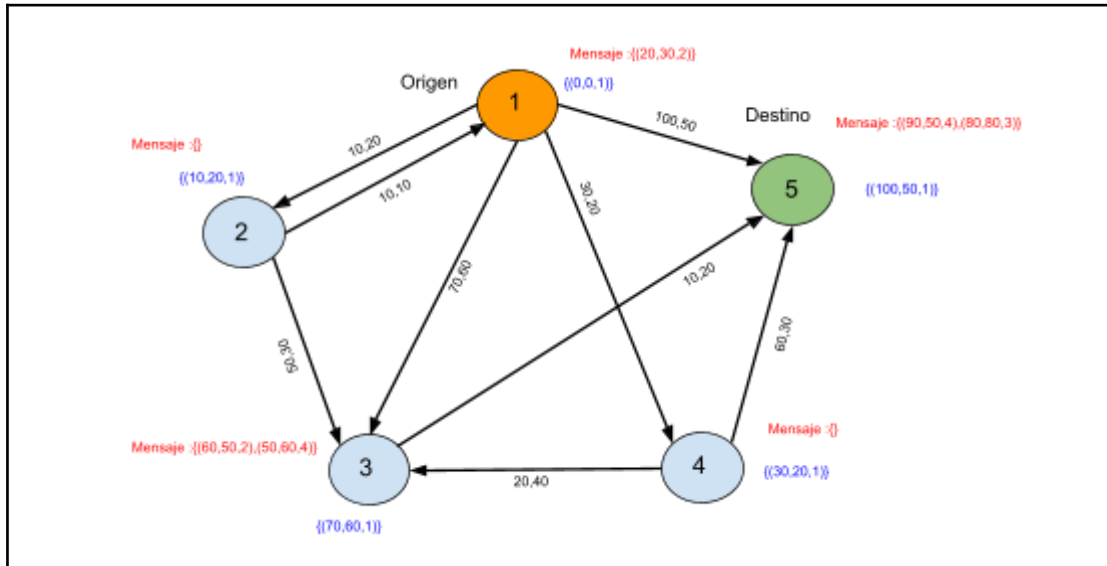 Mensaje :{(20,30,2)}
Origen
1
{(0,0,1)}
100,50
Destino
Mensaje :{(90,50,4),(80,80,3)}
Mensaje :{}
10,20
{(10,20,1)}
10,10
30,20
5
{(100,50,1)}
2
70,60
10,20
50,30
60,30
Mensaje :{(60,50,2),(50,60,4)}
Mensaje :{}
3
20,40
4
{(30,20,1)}
{(70,60,1)}